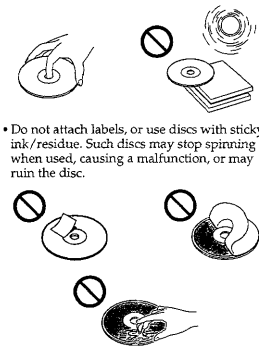 • Do not attach labels, or use discs with sticky
ink/residue. Such discs may stop spinning
when used, causing a malfunction, or may
ruin the disc.